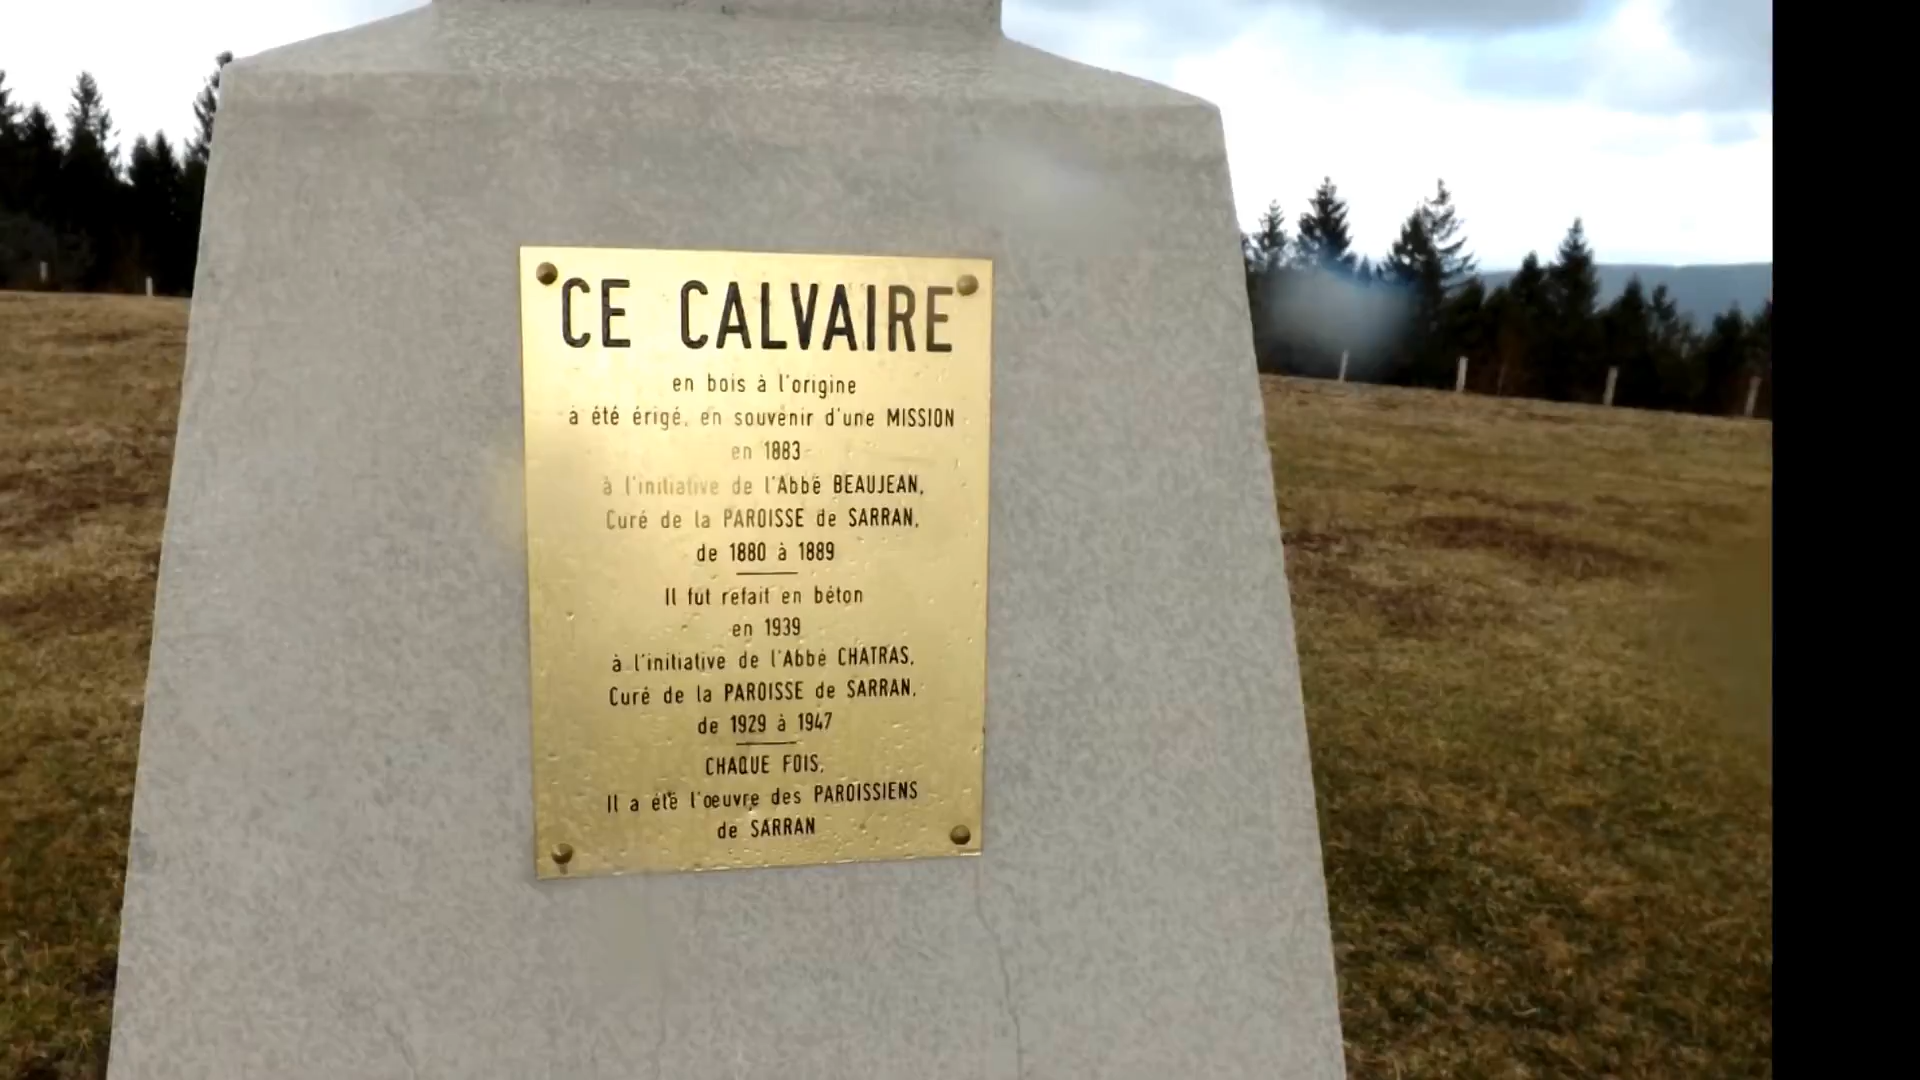 CE CALVAIRE
en bois à l'origine
à été érigé, en souvenir d'une MISSION
en 1883
à l'initiative de l'Abbé BEAUJEAN,
Curé de la PAROISSE de SARRAN,
de 1880 à 1889
Il fut refait en béton
en 1939
à l'initiative de l'Abbé CHATRAS,
Curé de la PAROISSE de SARRAN,
de 1929 à 1947
CHAQUE FOIS,
Il a été l'œuvre des PAROISSIENS
de SARRAN